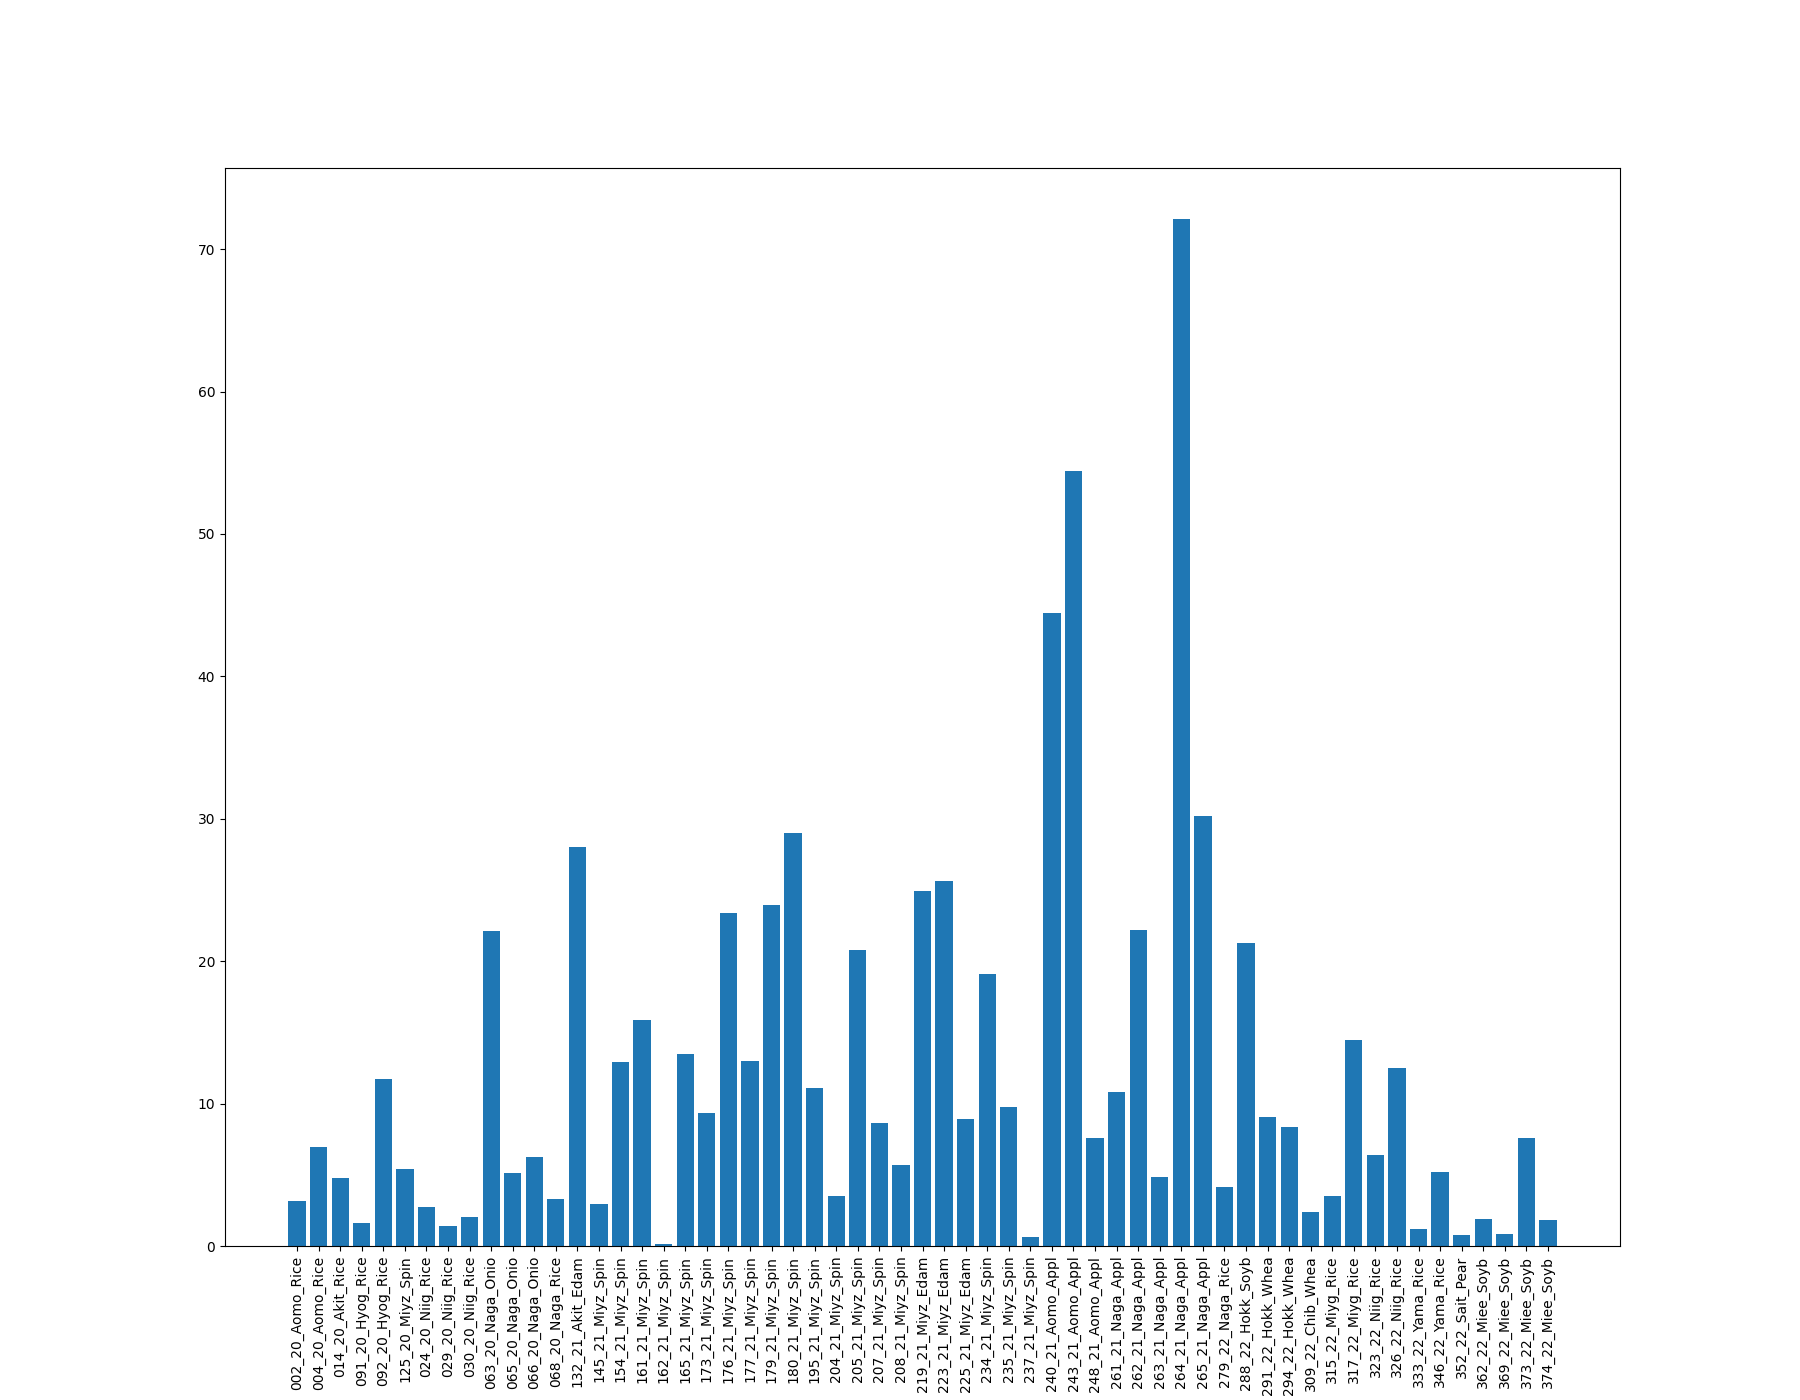 70
60
50
40
30
20
10
0
002_20_Aomo_Rice
004_20_Aomo_Rice
014_20_Akit_Rice
091_20_Hyog_Rice
092_20_Hyog_Rice
125_20_Miyz_Spin
024_20_Niig_Rice
029_20_Niig_Rice
030_20_Niig_Rice
063_20_Naga_Onio
065_20_Naga_Onio
066_20_Naga_Onio
068_20_Naga_Rice
132_21_Akit_Edam
145_21_Miyz_Spin
154_21_Miyz_Spin
161_21_Miyz_Spin
162_21_Miyz_Spin
165_21_Miyz_Spin
173_21_Miyz_Spin
176_21_Miyz_Spin
177_21_Miyz_Spin
179_21_Miyz_Spin
180_21_Miyz_Spin
195_21_Miyz_Spin
204_21_Miyz_Spin
205_21_Miyz_Spin
207_21_Miyz_Spin
208_21_Miyz_Spin
219_21_Miyz_Edam
223_21_Miyz_Edam
225_21_Miyz_Edam
234_21_Miyz_Spin
235_21_Miyz_Spin
237_21_Miyz_Spin
240_21_Aomo_Appl
243_21_Aomo_Appl
248_21_Aomo_Appl
261_21_Naga_Appl
262_21_Naga_Appl
263_21_Naga_Appl
264_21_Naga_Appl
265_21_Naga_Appl
279_22_Naga_Rice
288_22_Hokk_Soyb
291_22_Hokk_Whea
294_22_Hokk_Whea
309_22_Chib_Whea
315_22_Miyg_Rice
317_22_Miyg_Rice
323_22_Niig_Rice
326_22_Niig_Rice
333_22_Yama_Rice
346_22_Yama_Rice
352_22_Sait_Pear
362_22_Miee_Soyb
369_22_Miee_Soyb
373_22_Miee_Soyb
374_22_Miee_Soyb